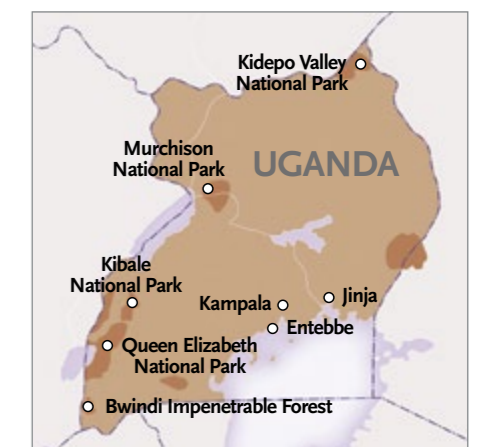 Kidepo Valley
National Park
Murchison
National Park
UGANDA
Kibale
National Park
Kampala
Jinja
Entebbe
Queen Elizabeth
National Park
Bwindi Impenetrable Forest